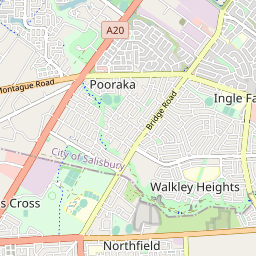 A20
Montague Road
Pooraka
Ingle Fa
Bridge Road
City of Salisbury
Walkley Heights
s Cross
Northfield